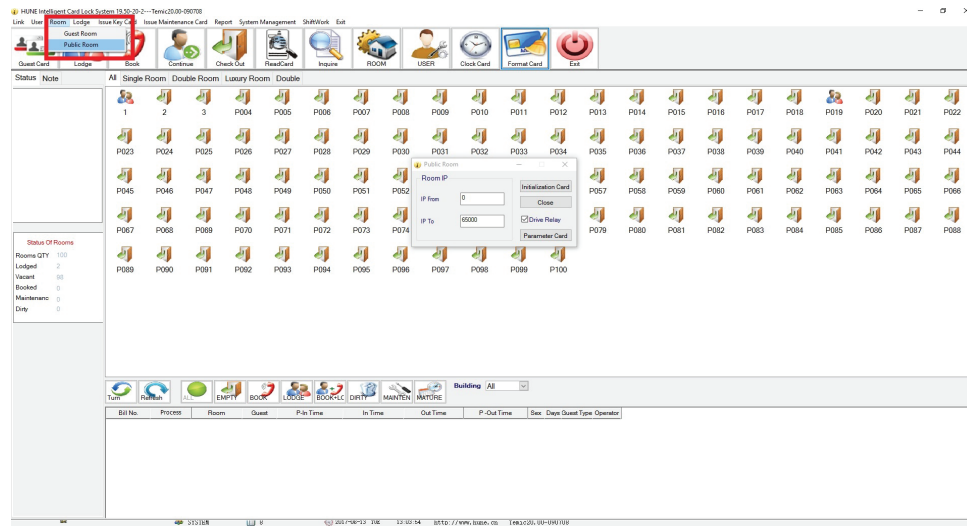 HUNE Intelligent Card Lock System 19.50-20-2---Temic20.00-090708
Link User Room Lodge Issue Key Card Issue Maintenance Card Report System Management ShiftWork Exit
Guest Room
Public Room
Guest Card Lodge Book Continue Check Out ReadCard Inquire ROOM USER Clock Card Format Card Exit
Status Note
All Single Room Double Room Luxury Room Double
1 2 3 P004 P005 P006 P007 P008 P009 P010 P011 P012 P013 P014 P015 P016 P017 P018 P019 P020 P021 P022
P023 P024 P025 P026 P027 P028 P029 P030 P031 P032 P033 P034 P035 P036 P037 P038 P039 P040 P041 P042 P043 P044
P045 P046 P047 P048 P049 P050 P051 P052 P057 P058 P059 P060 P061 P062 P063 P064 P065 P066
P067 P068 P069 P070 P071 P072 P073 P074 P079 P080 P081 P082 P083 P084 P085 P086 P087 P088
P089 P090 P091 P092 P093 P094 P095 P096 P097 P098 P099 P100
Public Room
Room IP
IP From 0
IP To 65000
Initialization Card
Close
Drive Relay
Parameter Card
Status Of Rooms
Rooms QTY 100
Lodged 2
Vacant 98
Booked 0
Maintenanc 0
Dirty 0
Turn Refresh ALL EMPTY BOOK LODGE BOOK+LC DIRTY MAINTEN MATURE
Building All
Bill No. Process Room Guest P-In Time In Time Out Time P -Out Time Sex Days Guest Type Operator
SYSTEM 8 2017-06-13 TUE 13:03:54 http://www.hune.cn Temic20.00-090708